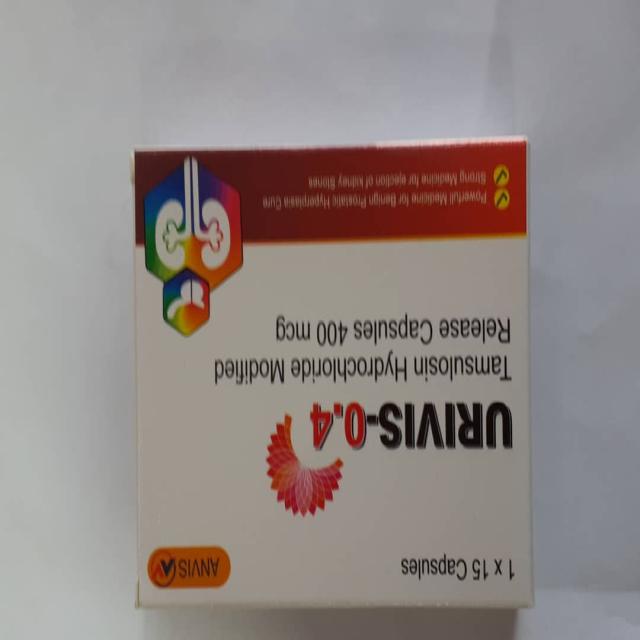 1 x 15 Capsules
ANVIS
URIVIS-0.4
Tamsulosin Hydrochloride Modified
Release Capsules 400 mcg
Powerfull Medicine for Benign Prostatic Hyperplasia Cure
Strong Medicine for ejection of kidney Stones